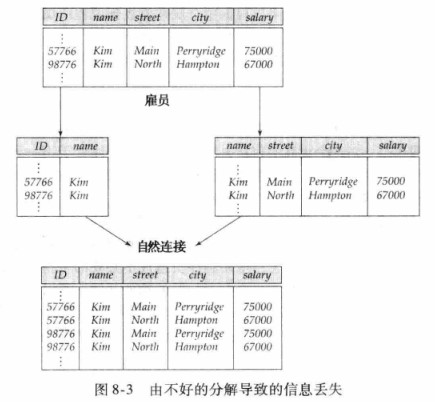 ID name street city salary
⋮
57766 Kim Main Perryridge 75000
98776 Kim North Hampton 67000
⋮
雇员
ID name
⋮
57766 Kim
98776 Kim
⋮
name street city salary
⋮
Kim Main Perryridge 75000
Kim North Hampton 67000
⋮
自然连接
ID name street city salary
⋮
57766 Kim Main Perryridge 75000
57766 Kim North Hampton 67000
98776 Kim Main Perryridge 75000
98776 Kim North Hampton 67000
⋮
图 8-3 由不好的分解导致的信息丢失